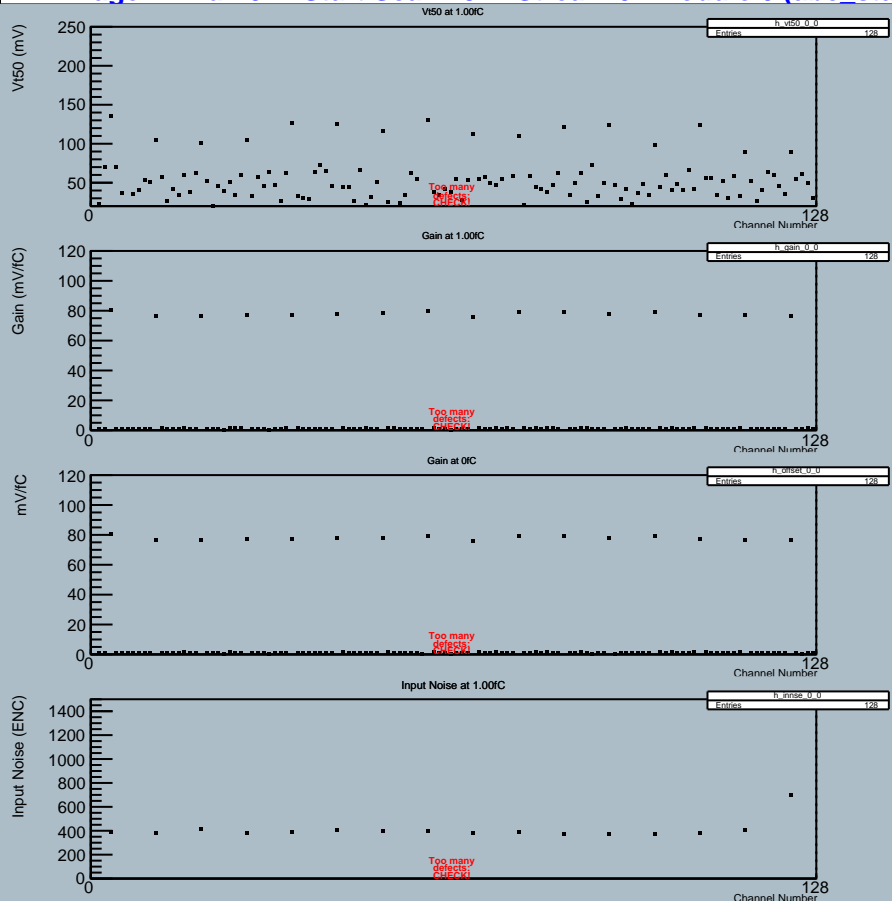 Vt50 at 1.00fC
h_vt50_0_0
Entries 128
Vt50 (mV)
250
200
150
100
50
Too many
defects:
CHECK!
0
128
Channel Number
Gain at 1.00fC
h_gain_0_0
Entries 128
Gain (mV/fC)
120
100
80
60
40
20
0
Too many
defects:
CHECK!
0
128
Channel Number
Gain at 0fC
h_offset_0_0
Entries 128
mV/fC
120
100
80
60
40
20
0
Too many
defects:
CHECK!
0
128
Channel Number
Input Noise at 1.00fC
h_innse_0_0
Entries 128
Input Noise (ENC)
1400
1200
1000
800
600
400
200
0
Too many
defects:
CHECK!
0
128
Channel Number